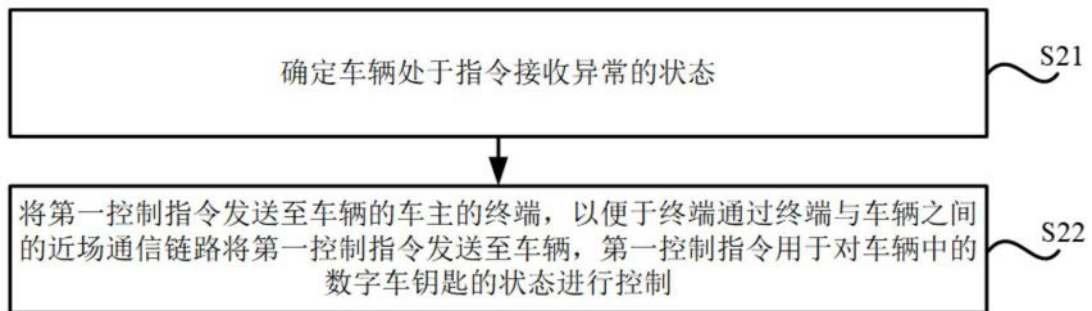 确定车辆处于指令接收异常的状态
S21
将第一控制指令发送至车辆的车主的终端，以便于终端通过终端与车辆之间
的近场通信链路将第一控制指令发送至车辆，第一控制指令用于对车辆中的
数字车钥匙的状态进行控制
S22